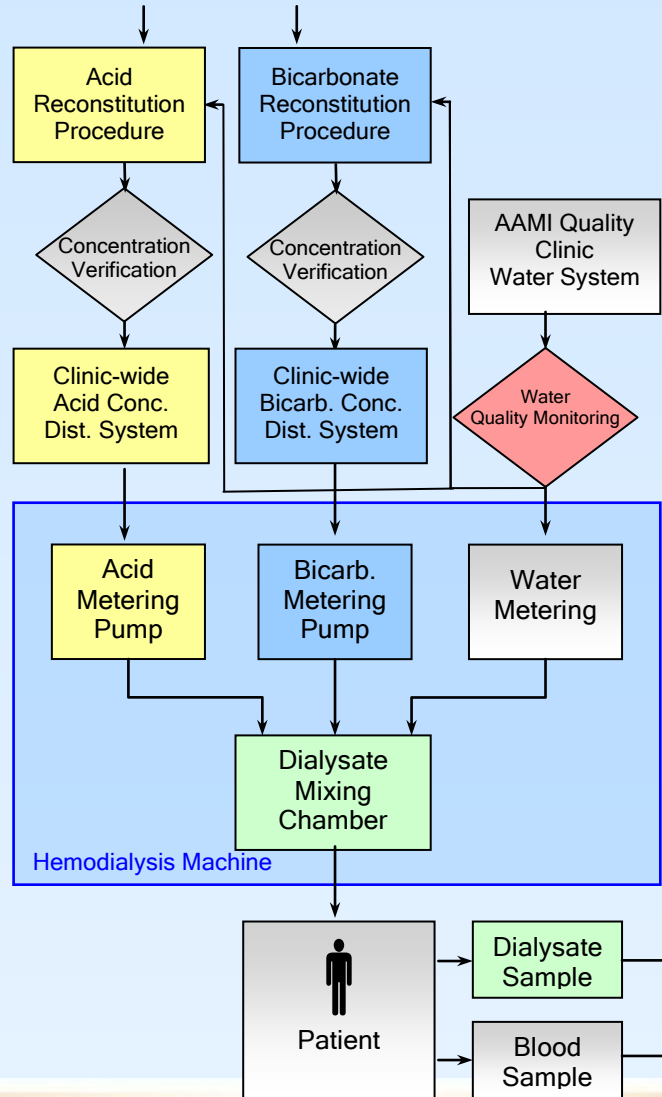 Acid
Reconstitution
Procedure
Bicarbonate
Reconstitution
Procedure
Concentration
Verification
Concentration
Verification
AAMI Quality
Clinic
Water System
Clinic-wide
Acid Conc.
Dist. System
Clinic-wide
Bicarb. Conc.
Dist. System
Water
Quality Monitoring
Acid
Metering
Pump
Bicarb.
Metering
Pump
Water
Metering
Dialysate
Mixing
Chamber
Hemodialysis Machine
Patient
Dialysate
Sample
Blood
Sample